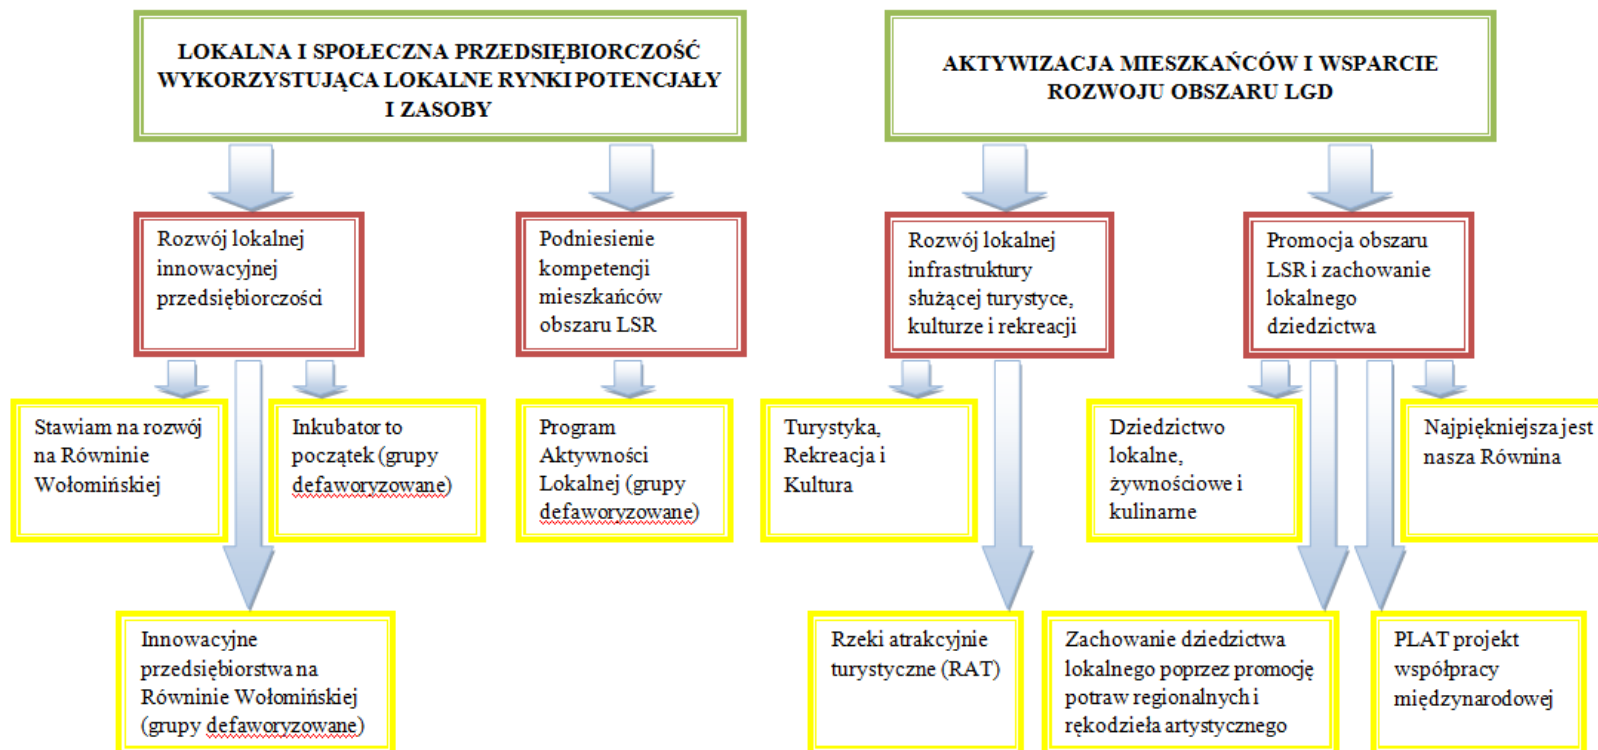 LOKALNA I SPOŁECZNA PRZEDSIĘBIORCZOŚĆ
WYKORZYSTUJĄCA LOKALNE RYNKI POTENCJAŁY
I ZASOBY
AKTYWIZACJA MIESZKAŃCÓW I WSPARCIE
ROZWOJU OBSZARU LGD
Rozwój lokalnej
innowacyjnej
przedsiębiorczości
Podniesienie
kompetencji
mieszkańców
obszaru LSR
Rozwój lokalnej
infrastruktury
służącej turystyce,
kulturze i rekreacji
Promocja obszaru
LSR i zachowanie
lokalnego
dziedzictwa
Stawiam na rozwój
na Równinie
Wołomińskiej
Inkubator to
początek (grupy
defaworyzowane)
Program
Aktywności
Lokalnej (grupy
defaworyzowane)
Turystyka,
Rekreacja i
Kultura
Dziedzictwo
lokalne,
żywnościowe i
kulinarne
Najpiękniejsza jest
nasza Równina
Innowacyjne
przedsiębiorstwa na
Równinie Wołomińskiej
(grupy defaworyzowane)
Rzeki atrakcyjnie
turystyczne (RAT)
Zachowanie dziedzictwa
lokalnego poprzez promocję
potraw regionalnych i
rękodzieła artystycznego
PLAT projekt
współpracy
międzynarodowej